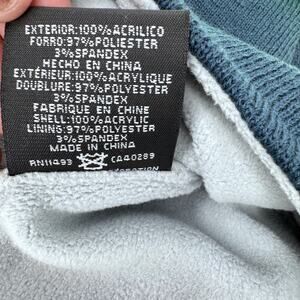 EXTERIOR:100%ACRILICO
FORRO:97%POLIESTER
3%SPANDEX
HECHO EN CHINA
EXTÉRIEUR:100%ACRYLIQUE
DOUBLURE:97%POLYESTER
3%SPANDEX
FABRIQUE EN CHINE
SHELL:100%ACRYLIC
LINING:97%POLYESTER
3%SPANDEX
MADE IN CHINA
RN11493 CA40289